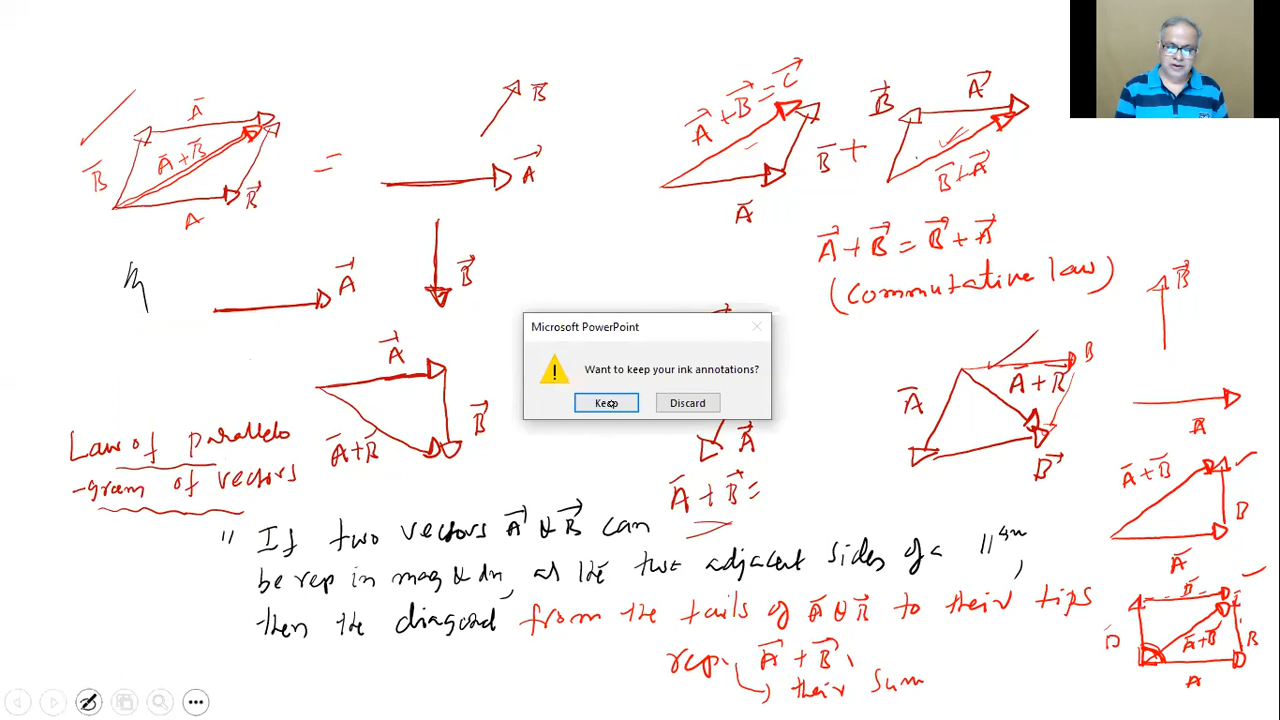 A⃗+B⃗=C⃗
A⃗
B⃗
Ā
B̄
Ā+B̄
=
B⃗
A
B⃗
A⃗
B̄ +
Ā
B⃗+A⃗
A⃗+B⃗ = B⃗+A⃗
(commutative law)
A⃗
B⃗
B⃗
Microsoft PowerPoint
Want to keep your ink annotations?
Keep
Discard
A⃗
B⃗
Ā+B⃗
Ā
Ā+B
B
B⃗
Ā
Law of parallelo
-gram of vectors
A⃗
Ā+B⃗=
Ā+B̄
B
Ā
" If two vectors A⃗ & B⃗ can
be rep in mag & dn, as the two adjacent sides of a ||gm,
then the diagonal from the tails of Ā & B⃗ to their tips
rep. A⃗+B⃗,
their sum
B
Ā+B̄
B
A